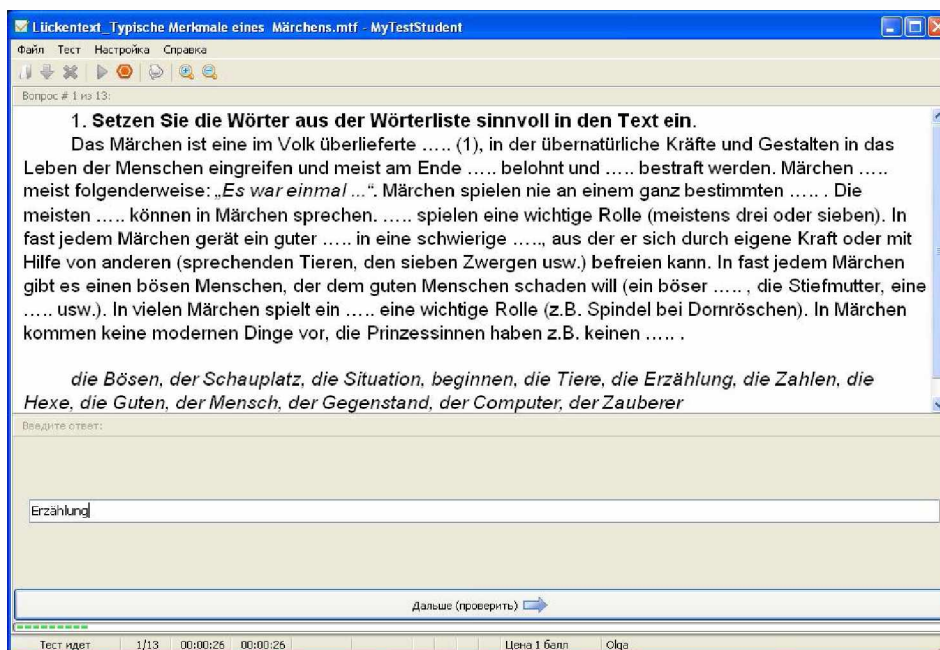 Lückentext_Typische Merkmale eines Märchens.mtf - MyTestStudent
Файл Тест Настройка Справка
Вопрос # 1 из 13:
1. Setzen Sie die Wörter aus der Wörterliste sinnvoll in den Text ein.
Das Märchen ist eine im Volk überlieferte ..... (1), in der übernatürliche Kräfte und Gestalten in das
Leben der Menschen eingreifen und meist am Ende ..... belohnt und ..... bestraft werden. Märchen .....
meist folgenderweise: „Es war einmal ...“. Märchen spielen nie an einem ganz bestimmten ..... . Die
meisten ..... können in Märchen sprechen. ..... spielen eine wichtige Rolle (meistens drei oder sieben). In
fast jedem Märchen gerät ein guter ..... in eine schwierige ....., aus der er sich durch eigene Kraft oder mit
Hilfe von anderen (sprechenden Tieren, den sieben Zwergen usw.) befreien kann. In fast jedem Märchen
gibt es einen bösen Menschen, der dem guten Menschen schaden will (ein böser ..... , die Stiefmutter, eine
..... usw.). In vielen Märchen spielt ein ..... eine wichtige Rolle (z.B. Spindel bei Dornröschen). In Märchen
kommen keine modernen Dinge vor, die Prinzessinnen haben z.B. keinen ..... .
die Bösen, der Schauplatz, die Situation, beginnen, die Tiere, die Erzählung, die Zahlen, die
Hexe, die Guten, der Mensch, der Gegenstand, der Computer, der Zauberer
Введите ответ:
Erzählung
Дальше (проверить)
Тест идет 1/13 00:00:26 00:00:26 Цена 1 балл Olga